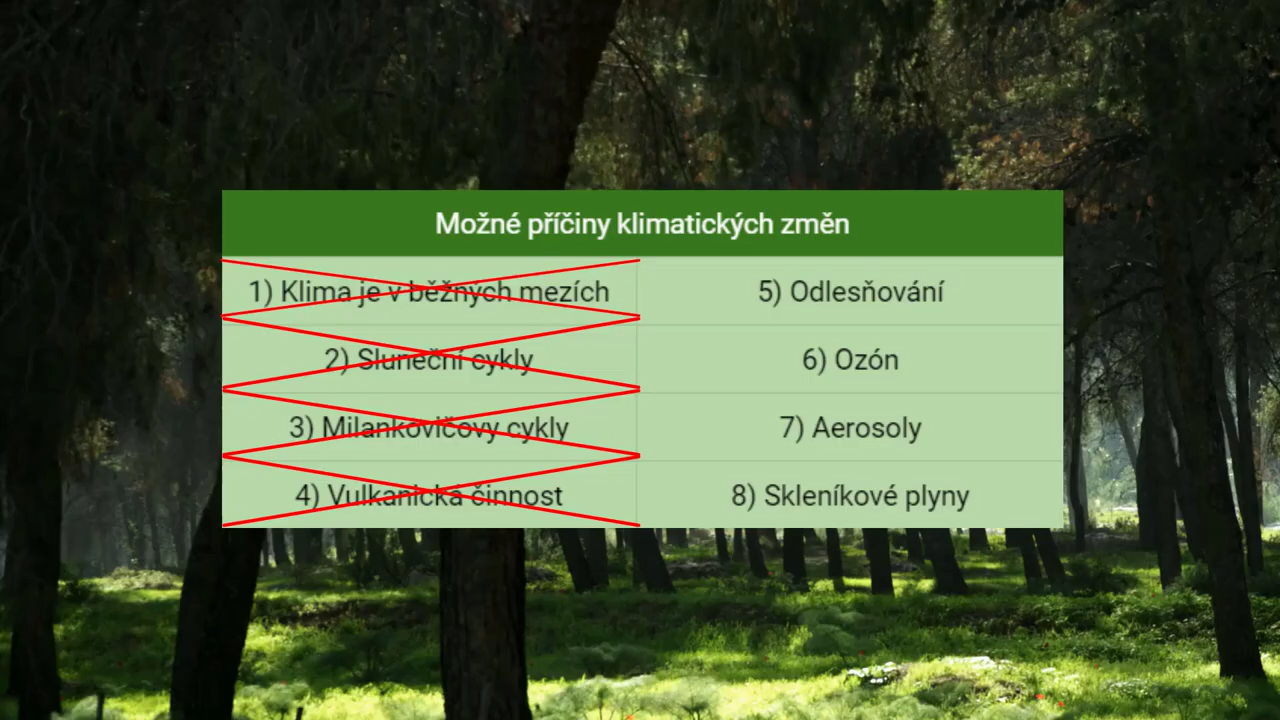 Možné příčiny klimatických změn
1) Klima je v běžných mezích
5) Odlesňování
2) Sluneční cykly
6) Ozón
3) Milankovičovy cykly
7) Aerosoly
4) Vulkanická činnost
8) Skleníkové plyny